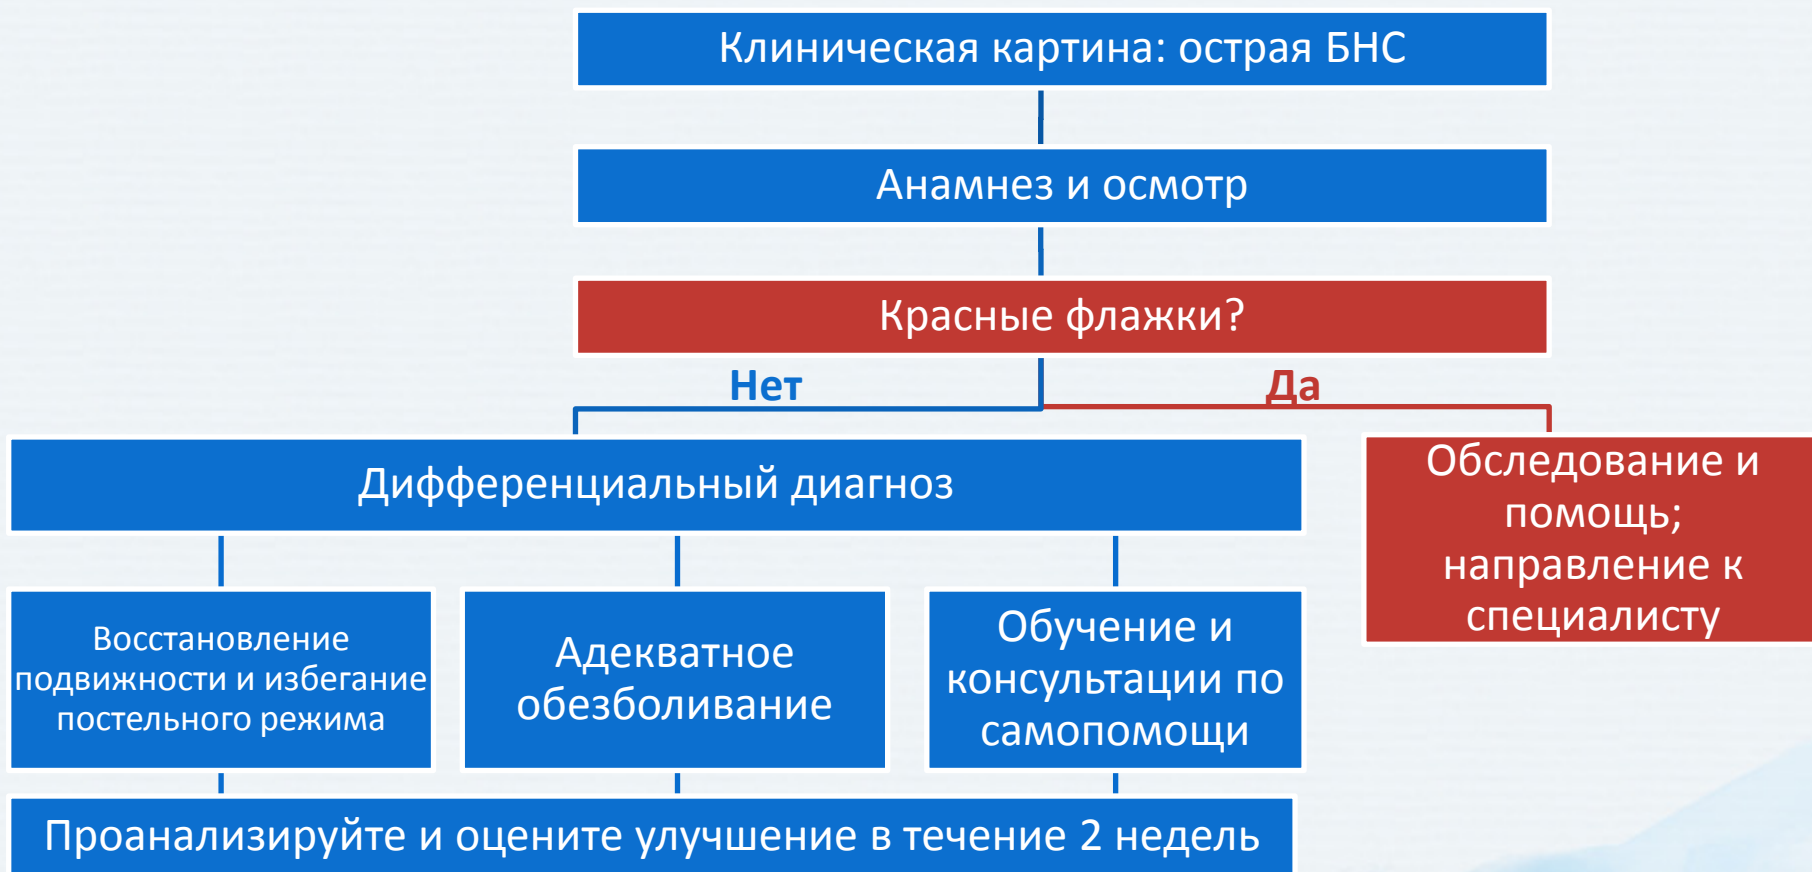 Клиническая картина: острая БНС
Анамнез и осмотр
Красные флажки?
Нет
Да
Дифференциальный диагноз
Обследование и
помощь;
направление к
специалисту
Восстановление
подвижности и избегание
постельного режима
Адекватное
обезболивание
Обучение и
консультации по
самопомощи
Проанализируйте и оцените улучшение в течение 2 недель